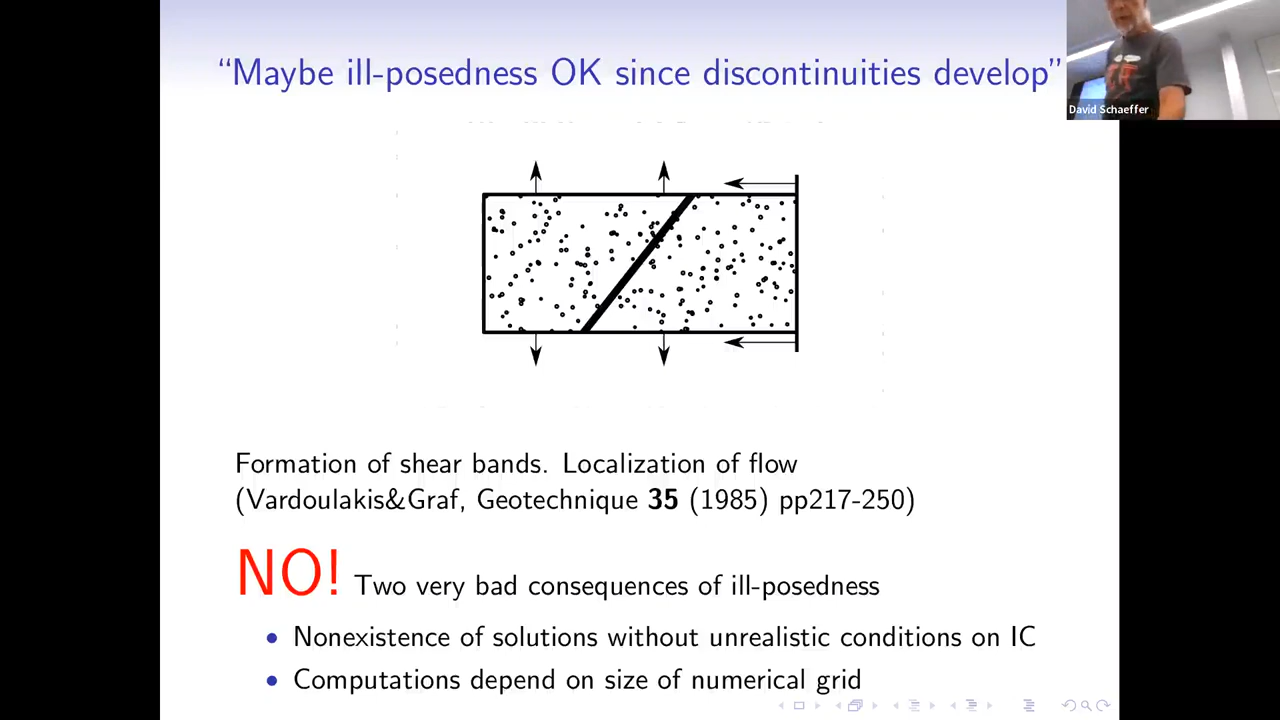 “Maybe ill-posedness OK since discontinuities develop”
David Schaeffer
Formation of shear bands. Localization of flow
(Vardoulakis&Graf, Geotechnique 35 (1985) pp217-250)
NO! Two very bad consequences of ill-posedness
• Nonexistence of solutions without unrealistic conditions on IC
• Computations depend on size of numerical grid